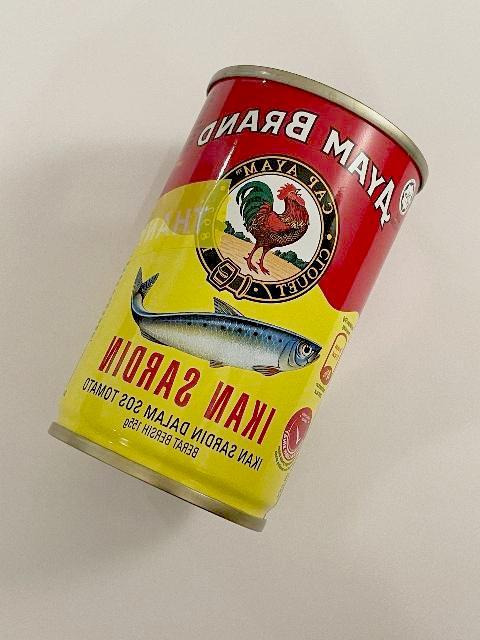 AYAM BRAND
CAP AYAM
CLOUET
IKAN SARDIN
IKAN SARDIN DALAM SOS TOMATO
BERAT BERSIH 155g